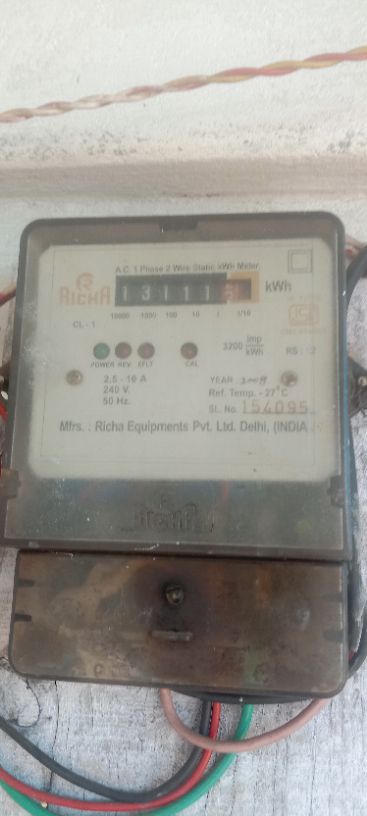 A.C. 1 Phase 2 Wire Static kWh Meter
RICHA
1 3 1 1 1
kWh
10000 1000 100 10 1 1/10
CL - 1
3200 imp/kWh
POWER REV EFLT CAL
2.5 - 10 A
240 V.
50 Hz.
YEAR
Ref. Temp. - 27°C
SL. No. 154095
Mfrs. : Richa Equipments Pvt. Ltd. Delhi, (INDIA